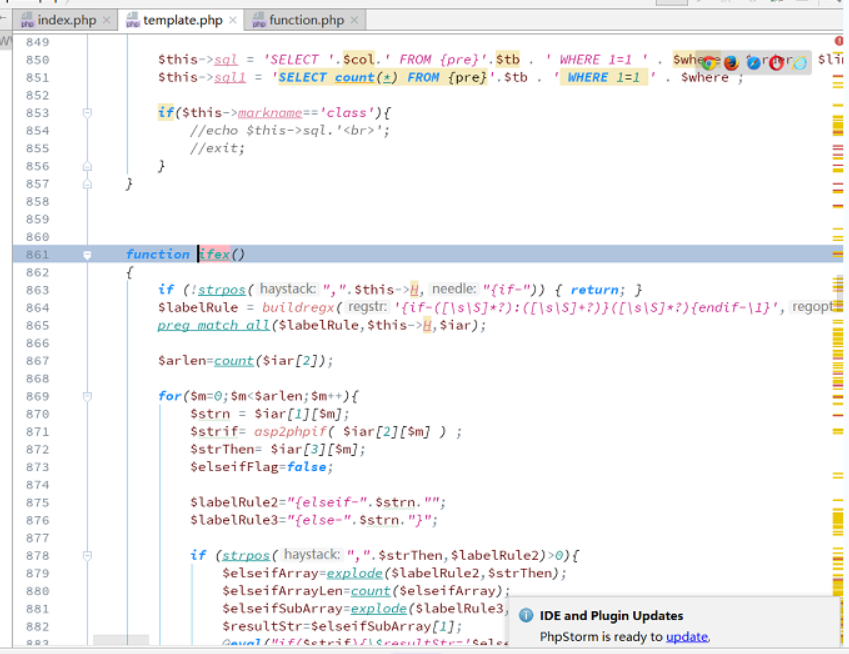 index.php × template.php × function.php ×
849
850 $this->sql = 'SELECT '.$col.' FROM {pre}'.$tb . ' WHERE 1=1 ' .
851 $this->sql1 = 'SELECT count(*) FROM {pre}'.$tb . ' WHERE 1=1 ' . $where ;
852
853 if($this->markname=='class'){
854 //echo $this->sql.'<br>';
855 //exit;
856 }
857 }
858
859
860
861 function ifex()
862 {
863 if (!strpos( haystack: ",".$this->H, needle: "{if-")) { return; }
864 $labelRule = buildregx( regstr: '{if-([\s\S]*?):([\s\S]+?)}([\s\S]*?){endif-\1}',
865 preg_match_all($labelRule,$this->H,$iar);
866
867 $arlen=count($iar[2]);
868
869 for($m=0;$m<$arlen;$m++){
870 $strn = $iar[1][$m];
871 $strif= asp2phpif( $iar[2][$m] ) ;
872 $strThen= $iar[3][$m];
873 $elseifFlag=false;
874
875 $labelRule2="{elseif-".$strn."";
876 $labelRule3="{else-".$strn."}";
877
878 if (strpos( haystack: ",".$strThen,$labelRule2)>0){
879 $elseifArray=explode($labelRule2,$strThen);
880 $elseifArrayLen=count($elseifArray);
881 $elseifSubArray=explode($labelRule3,
882 $resultStr=$elseifSubArray[1];
883
IDE and Plugin Updates
PhpStorm is ready to update.